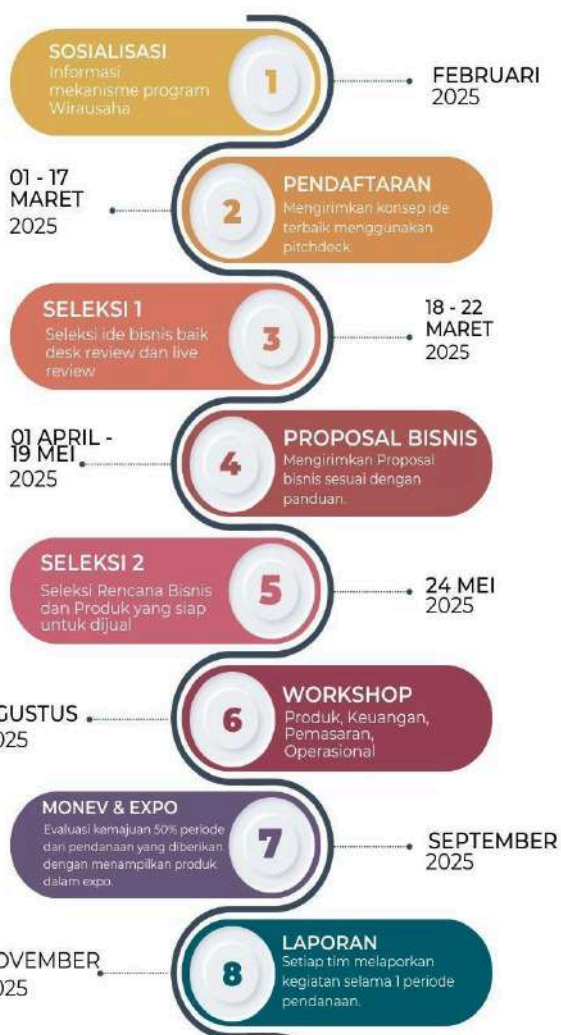 SOSIALISASI
Informasi
mekanisme program
Wirausaha
1
FEBRUARI
2025
01 - 17
MARET
2025
2
PENDAFTARAN
Mengirimkan konsep ide
terbaik menggunakan
pitchdeck.
SELEKSI 1
Seleksi ide bisnis baik
desk review dan live
review
3
18 - 22
MARET
2025
01 APRIL -
19 MEI
2025
4
PROPOSAL BISNIS
Mengirimkan Proposal
bisnis sesuai dengan
panduan.
SELEKSI 2
Seleksi Rencana Bisnis
dan Produk yang siap
untuk dijual
5
24 MEI
2025
GUSTUS
025
6
WORKSHOP
Produk, Keuangan,
Pemasaran,
Operasional
MONEV & EXPO
Evaluasi kemajuan 50% periode
dari pendanaan yang diberikan
dengan menampilkan produk
dalam expo.
7
SEPTEMBER
2025
OVEMBER
025
8
LAPORAN
Setiap tim melaporkan
kegiatan selama 1 periode
pendanaan.